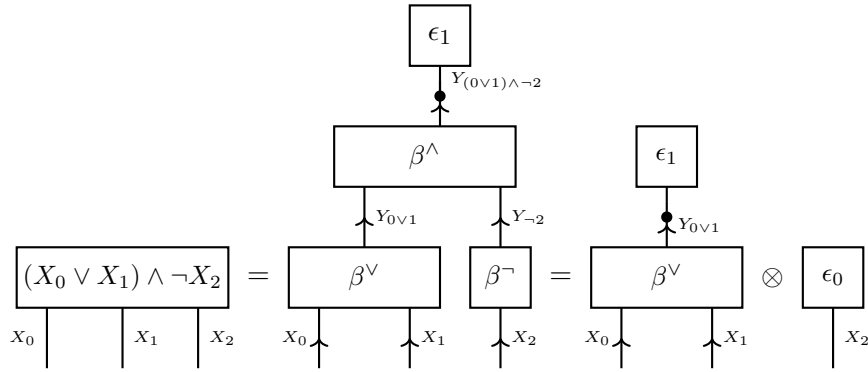 ϵ₁
Y₍₀∨₁₎∧¬₂
β^∧
ϵ₁
Y₀∨₁ Y¬₂ Y₀∨₁
(X₀ ∨ X₁) ∧ ¬X₂ = β^∨ β^¬ = β^∨ ⊗ ϵ₀
X₀ X₁ X₂ X₀ X₁ X₂ X₀ X₁ X₂